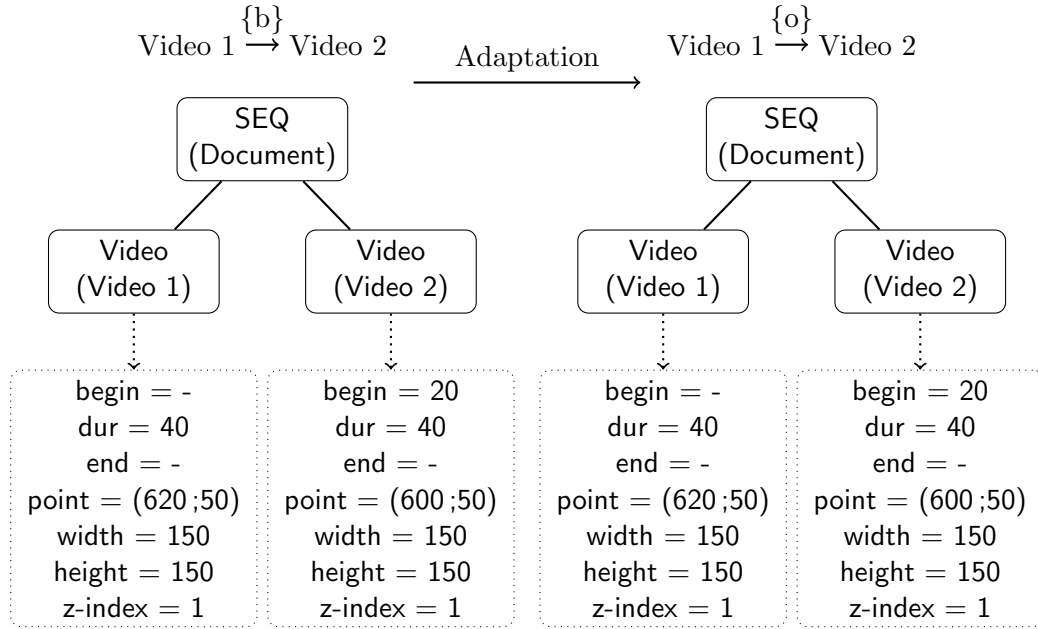 {b}
Video 1 → Video 2
Adaptation
{o}
Video 1 → Video 2
SEQ
(Document)
Video
(Video 1)
Video
(Video 2)
begin = -
dur = 40
end = -
point = (620 ;50)
width = 150
height = 150
z-index = 1
begin = 20
dur = 40
end = -
point = (600 ;50)
width = 150
height = 150
z-index = 1
SEQ
(Document)
Video
(Video 1)
Video
(Video 2)
begin = -
dur = 40
end = -
point = (620 ;50)
width = 150
height = 150
z-index = 1
begin = 20
dur = 40
end = -
point = (600 ;50)
width = 150
height = 150
z-index = 1